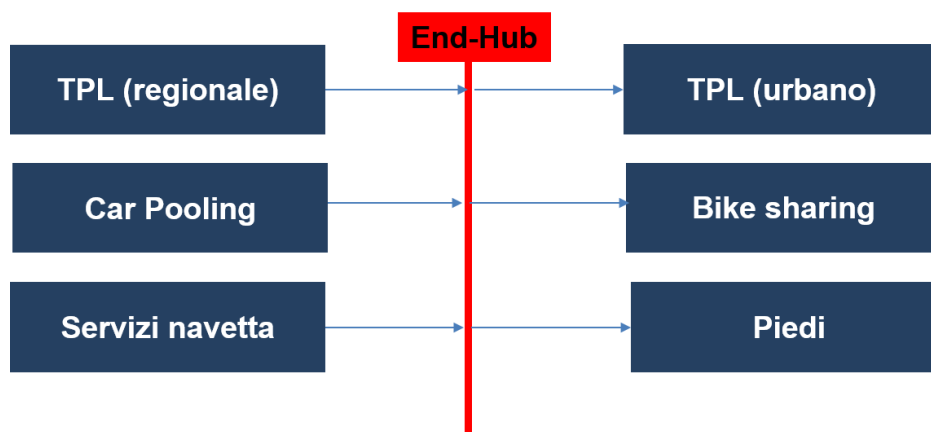 End-Hub
TPL (regionale)
TPL (urbano)
Car Pooling
Bike sharing
Servizi navetta
Piedi